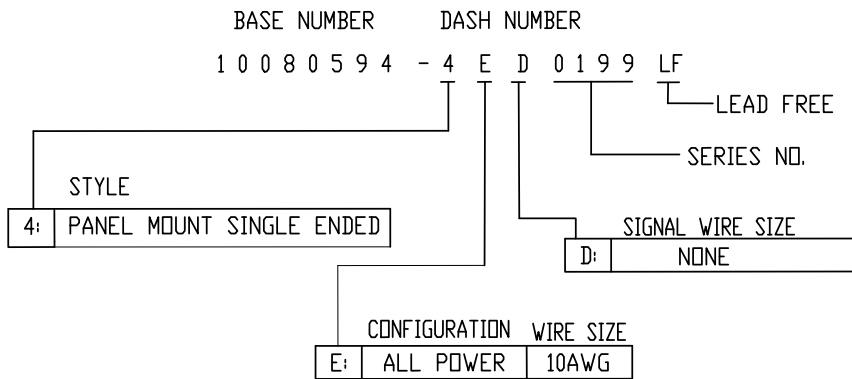 BASE NUMBER DASH NUMBER
10080594 -4 E D 0199 LF
LEAD FREE
SERIES NO.
STYLE
4: PANEL MOUNT SINGLE ENDED
SIGNAL WIRE SIZE
D: NONE
CONFIGURATION WIRE SIZE
E: ALL POWER 10AWG